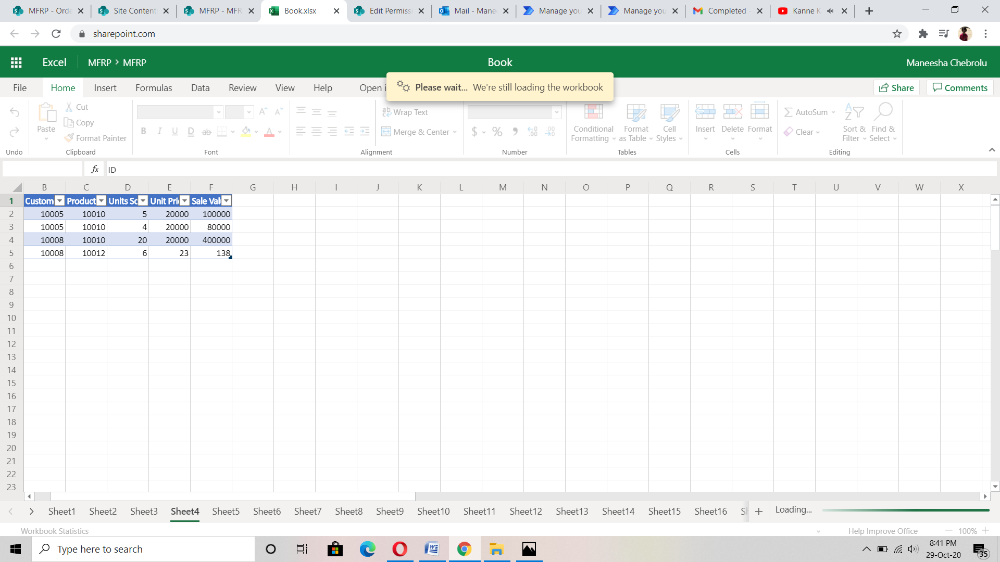 MFRP - Orde
Site Content
MFRP - MFR
Book.xlsx
Edit Permissi
Mail - Mane
Manage you
Manage you
Completed -
Kanne K
sharepoint.com
Excel MFRP > MFRP Book Maneesha Chebrolu
File Home Insert Formulas Data Review View Help Open i
Please wait... We're still loading the workbook
Share Comments
Paste
Cut
Copy
Format Painter
Wrap Text
Merge & Center
Conditional Formatting
Format as Table
Cell Styles
Insert Delete Format
AutoSum
Clear
Sort & Filter
Find & Select
Undo Clipboard Font Alignment Number Tables Cells Editing
fx ID
B C D E F G H I J K L M N O P Q R S T U V W X
1 Custom Product Units So Unit Pri Sale Val
2 10005 10010 5 20000 100000
3 10005 10010 4 20000 80000
4 10008 10010 20 20000 400000
5 10008 10012 6 23 138
6
7
8
9
10
11
12
13
14
15
16
17
18
19
20
21
22
23
Sheet1 Sheet2 Sheet3 Sheet4 Sheet5 Sheet6 Sheet7 Sheet8 Sheet9 Sheet10 Sheet11 Sheet12 Sheet13 Sheet14 Sheet15 Sheet16 Loading...
Workbook Statistics Help Improve Office 100%
Type here to search
8:41 PM
29-Oct-20
35